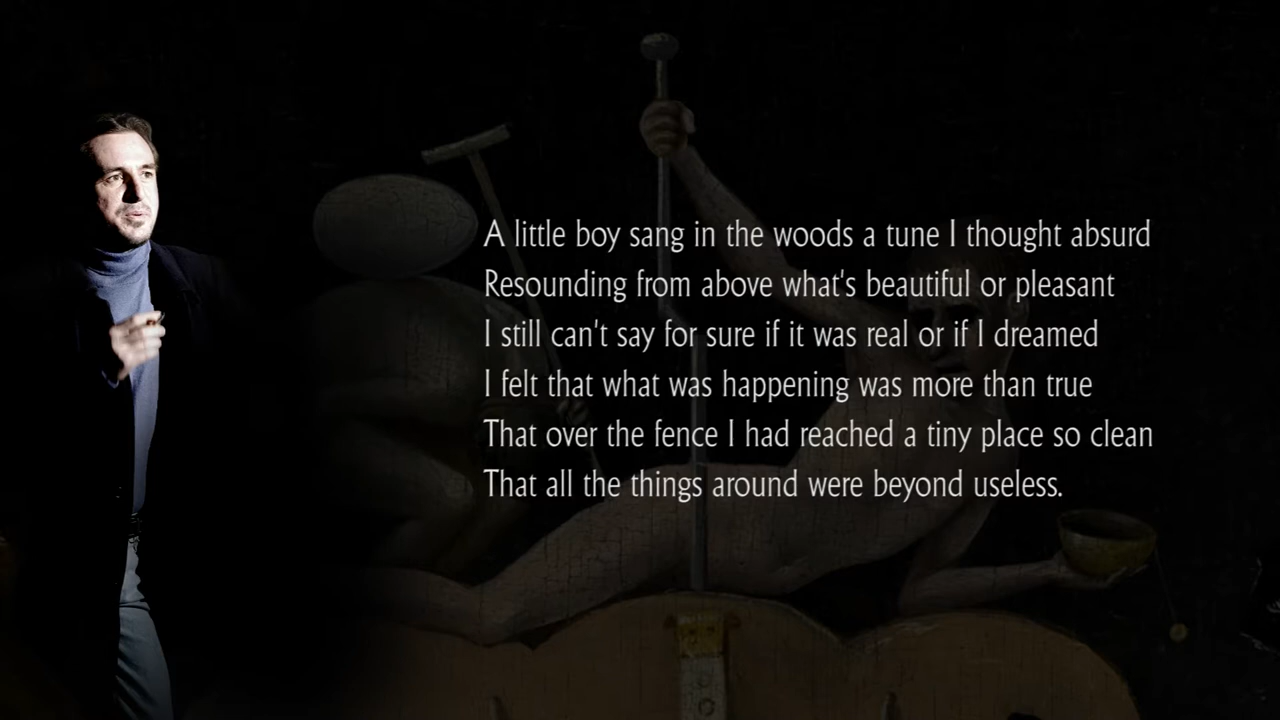 A little boy sang in the woods a tune I thought absurd
Resounding from above what's beautiful or pleasant
I still can't say for sure if it was real or if I dreamed
I felt that what was happening was more than true
That over the fence I had reached a tiny place so clean
That all the things around were beyond useless.